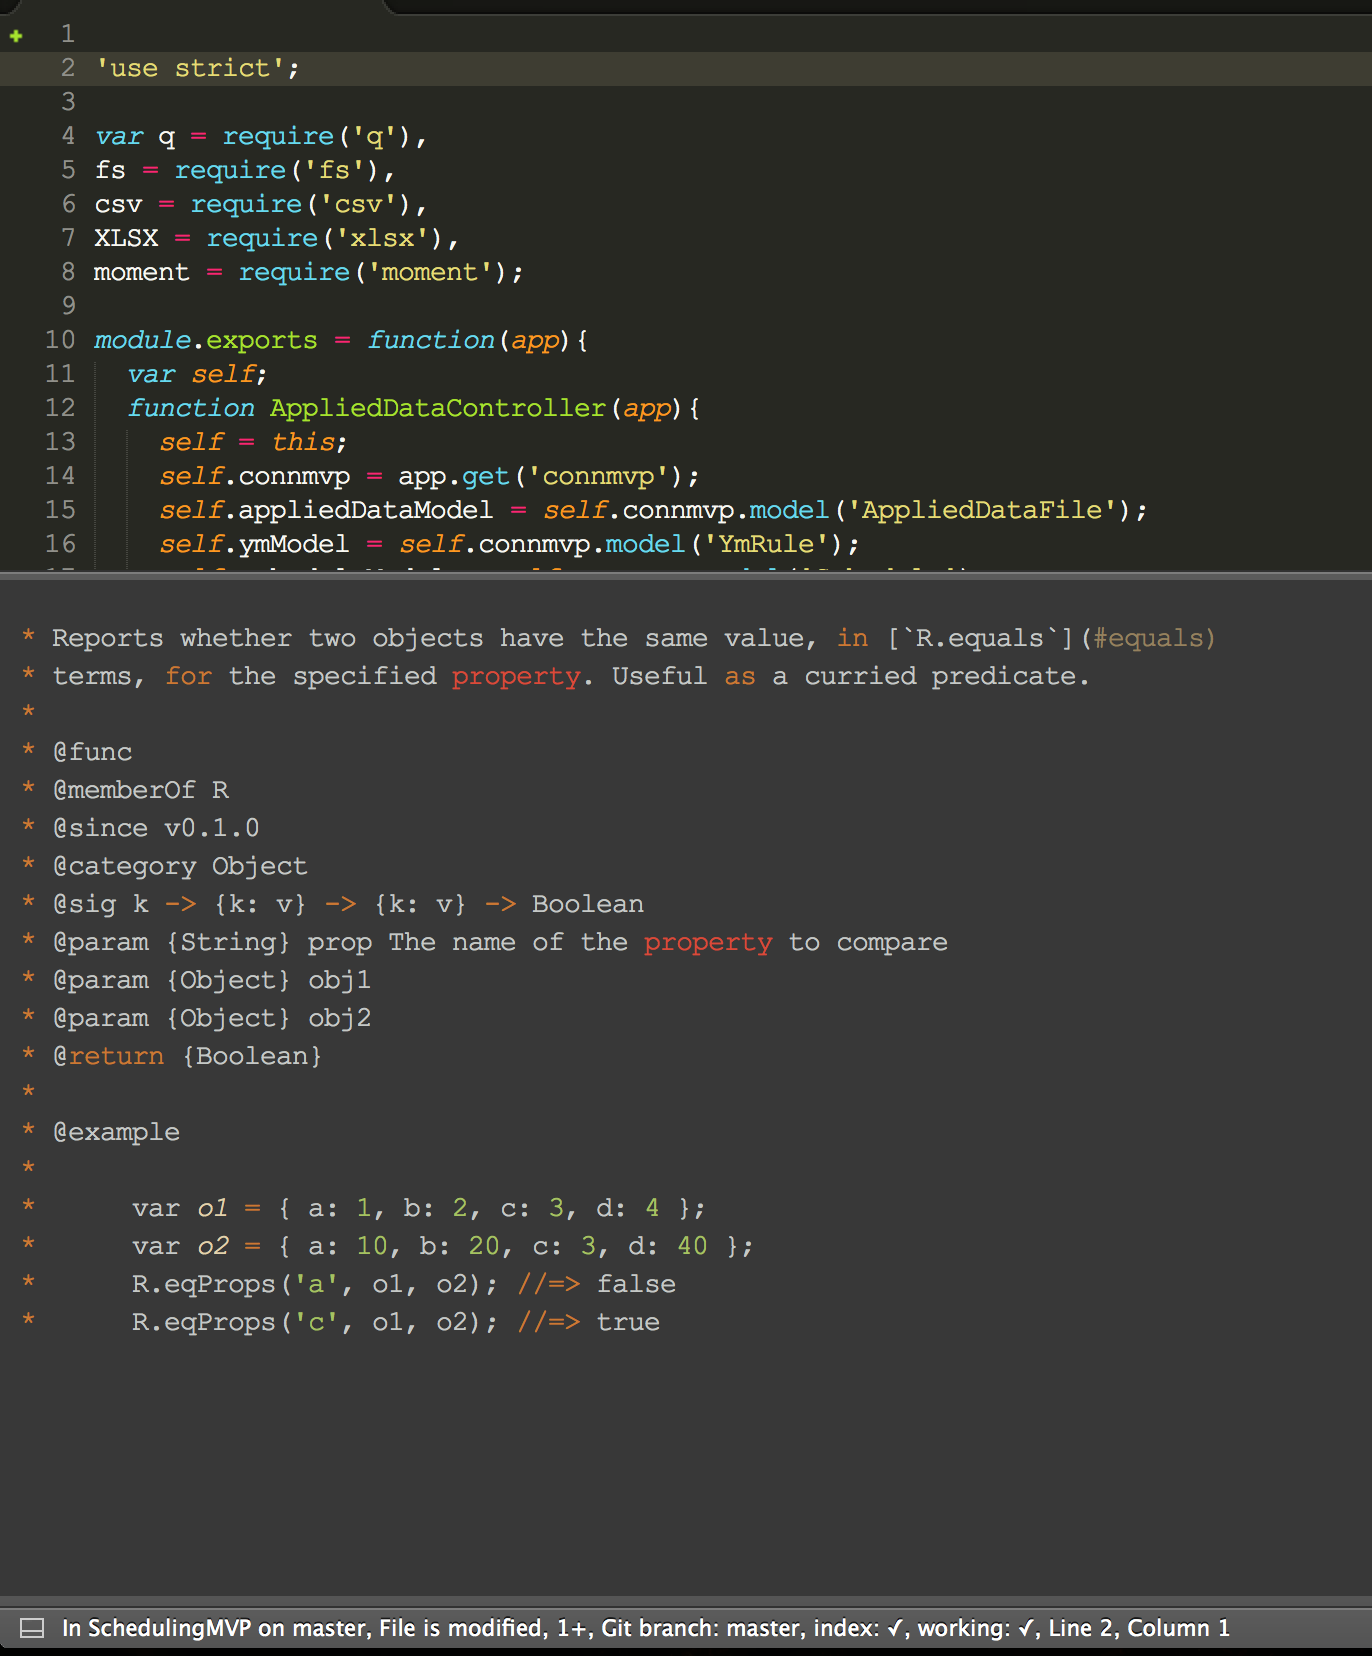 1
2 'use strict';
3
4 var q = require('q'),
5 fs = require('fs'),
6 csv = require('csv'),
7 XLSX = require('xlsx'),
8 moment = require('moment');
9
10 module.exports = function(app){
11 var self;
12 function AppliedDataController(app){
13 self = this;
14 self.connmvp = app.get('connmvp');
15 self.appliedDataModel = self.connmvp.model('AppliedDataFile');
16 self.ymModel = self.connmvp.model('YmRule');
* Reports whether two objects have the same value, in [`R.equals`](#equals)
* terms, for the specified property. Useful as a curried predicate.
*
* @func
* @memberOf R
* @since v0.1.0
* @category Object
* @sig k -> {k: v} -> {k: v} -> Boolean
* @param {String} prop The name of the property to compare
* @param {Object} obj1
* @param {Object} obj2
* @return {Boolean}
*
* @example
*
* var o1 = { a: 1, b: 2, c: 3, d: 4 };
* var o2 = { a: 10, b: 20, c: 3, d: 40 };
* R.eqProps('a', o1, o2); //=> false
* R.eqProps('c', o1, o2); //=> true
In SchedulingMVP on master, File is modified, 1+, Git branch: master, index: ✓, working: ✓, Line 2, Column 1